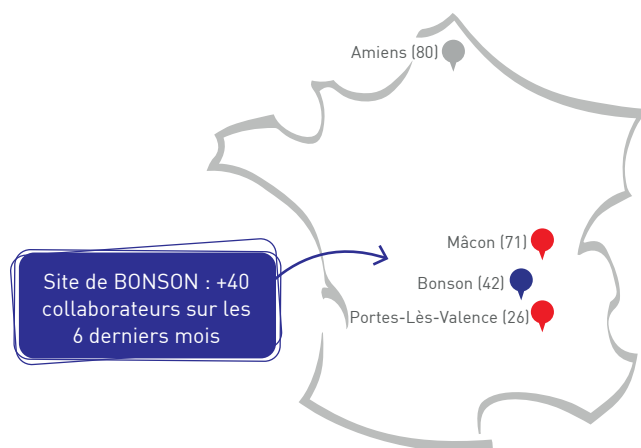 Amiens (80)
Mâcon (71)
Bonson (42)
Portes-Lès-Valence (26)
Site de BONSON : +40
collaborateurs sur les
6 derniers mois